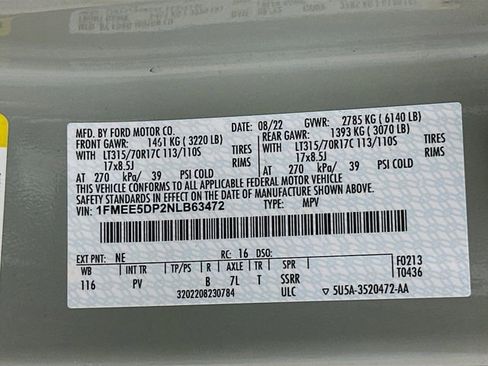 MFD. BY FORD MOTOR CO. DATE: 08/22 GVWR: 2785 KG ( 6140 LB)
FRONT GAWR: 1461 KG ( 3220 LB) REAR GAWR: 1393 KG ( 3070 LB)
WITH LT315/70R17C 113/110S TIRES WITH LT315/70R17C 113/110S TIRES
17x8.5J RIMS 17x8.5J RIMS
AT 270 kPa/ 39 PSI COLD AT 270 kPa/ 39 PSI COLD
THIS VEHICLE CONFORMS TO ALL APPLICABLE FEDERAL MOTOR VEHICLE
SAFETY STANDARDS IN EFFECT ON THE DATE OF MANUFACTURE SHOWN ABOVE.
VIN: 1FMEE5DP2NLB63472 TYPE: MPV
EXT PNT: NE RC: 16 DSO: F0213
WB INT TR TP/PS R AXLE TR SPR T0436
116 PV B 7L T SSRR
3202208230784 ULC ▽ 5U5A-3520472-AA